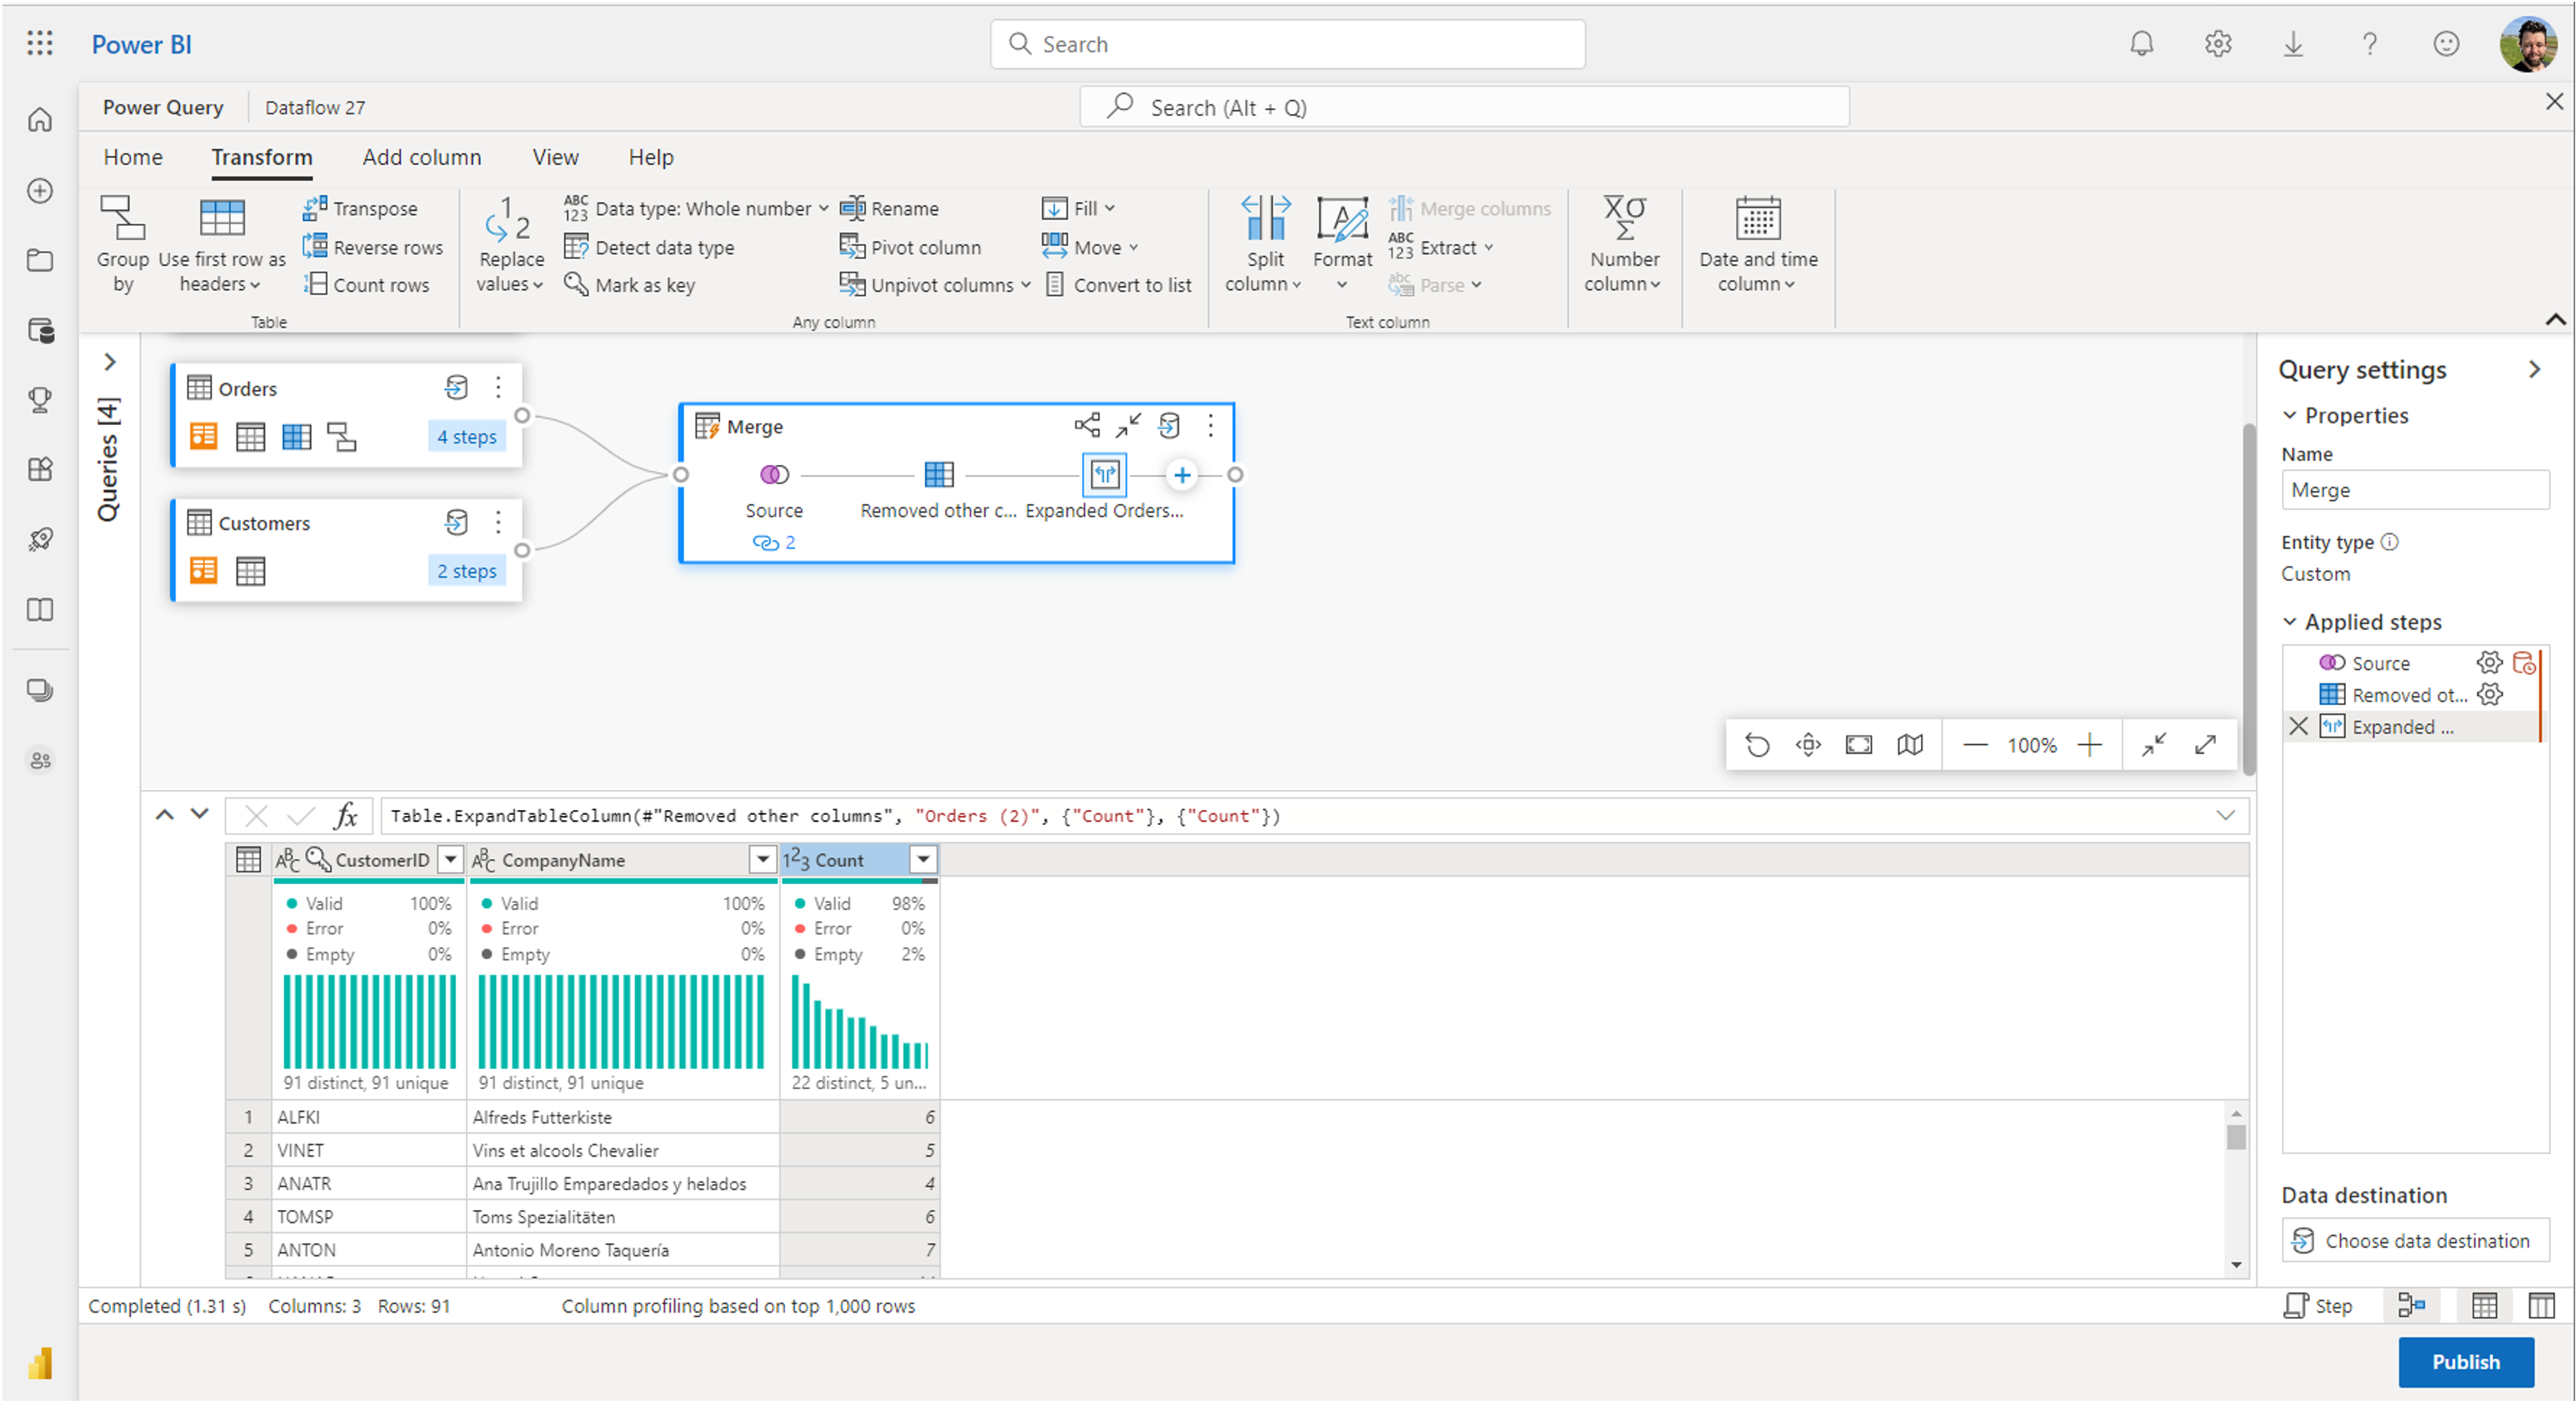 Power BI
Search
Power Query
Dataflow 27
Search (Alt + Q)
Home
Transform
Add column
View
Help
Group by
Use first row as headers
Transpose
Reverse rows
Count rows
Table
Replace values
Data type: Whole number
Detect data type
Mark as key
Rename
Pivot column
Unpivot columns
Fill
Move
Convert to list
Any column
Split column
Format
Merge columns
Extract
Parse
Text column
Number column
Date and time column
Queries [4]
Orders
4 steps
Customers
2 steps
Merge
Source
Removed other c...
Expanded Orders...
2
100%
Query settings
Properties
Name
Merge
Entity type
Custom
Applied steps
Source
Removed ot...
Expanded ...
Data destination
Choose data destination
fx
Table.ExpandTableColumn(#"Removed other columns", "Orders (2)", {"Count"}, {"Count"})
CustomerID
CompanyName
Count
Valid 100%
Error 0%
Empty 0%
91 distinct, 91 unique
Valid 100%
Error 0%
Empty 0%
91 distinct, 91 unique
Valid 98%
Error 0%
Empty 2%
22 distinct, 5 un...
1 ALFKI Alfreds Futterkiste 6
2 VINET Vins et alcools Chevalier 5
3 ANATR Ana Trujillo Emparedados y helados 4
4 TOMSP Toms Spezialitäten 6
5 ANTON Antonio Moreno Taquería 7
Completed (1.31 s) Columns: 3 Rows: 91
Column profiling based on top 1,000 rows
Step
Publish